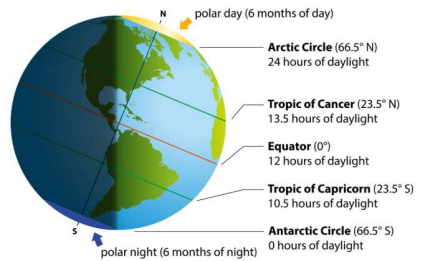 N
polar day (6 months of day)
Arctic Circle (66.5° N)
24 hours of daylight
Tropic of Cancer (23.5° N)
13.5 hours of daylight
Equator (0°)
12 hours of daylight
Tropic of Capricorn (23.5° S)
10.5 hours of daylight
Antarctic Circle (66.5° S)
0 hours of daylight
S
polar night (6 months of night)